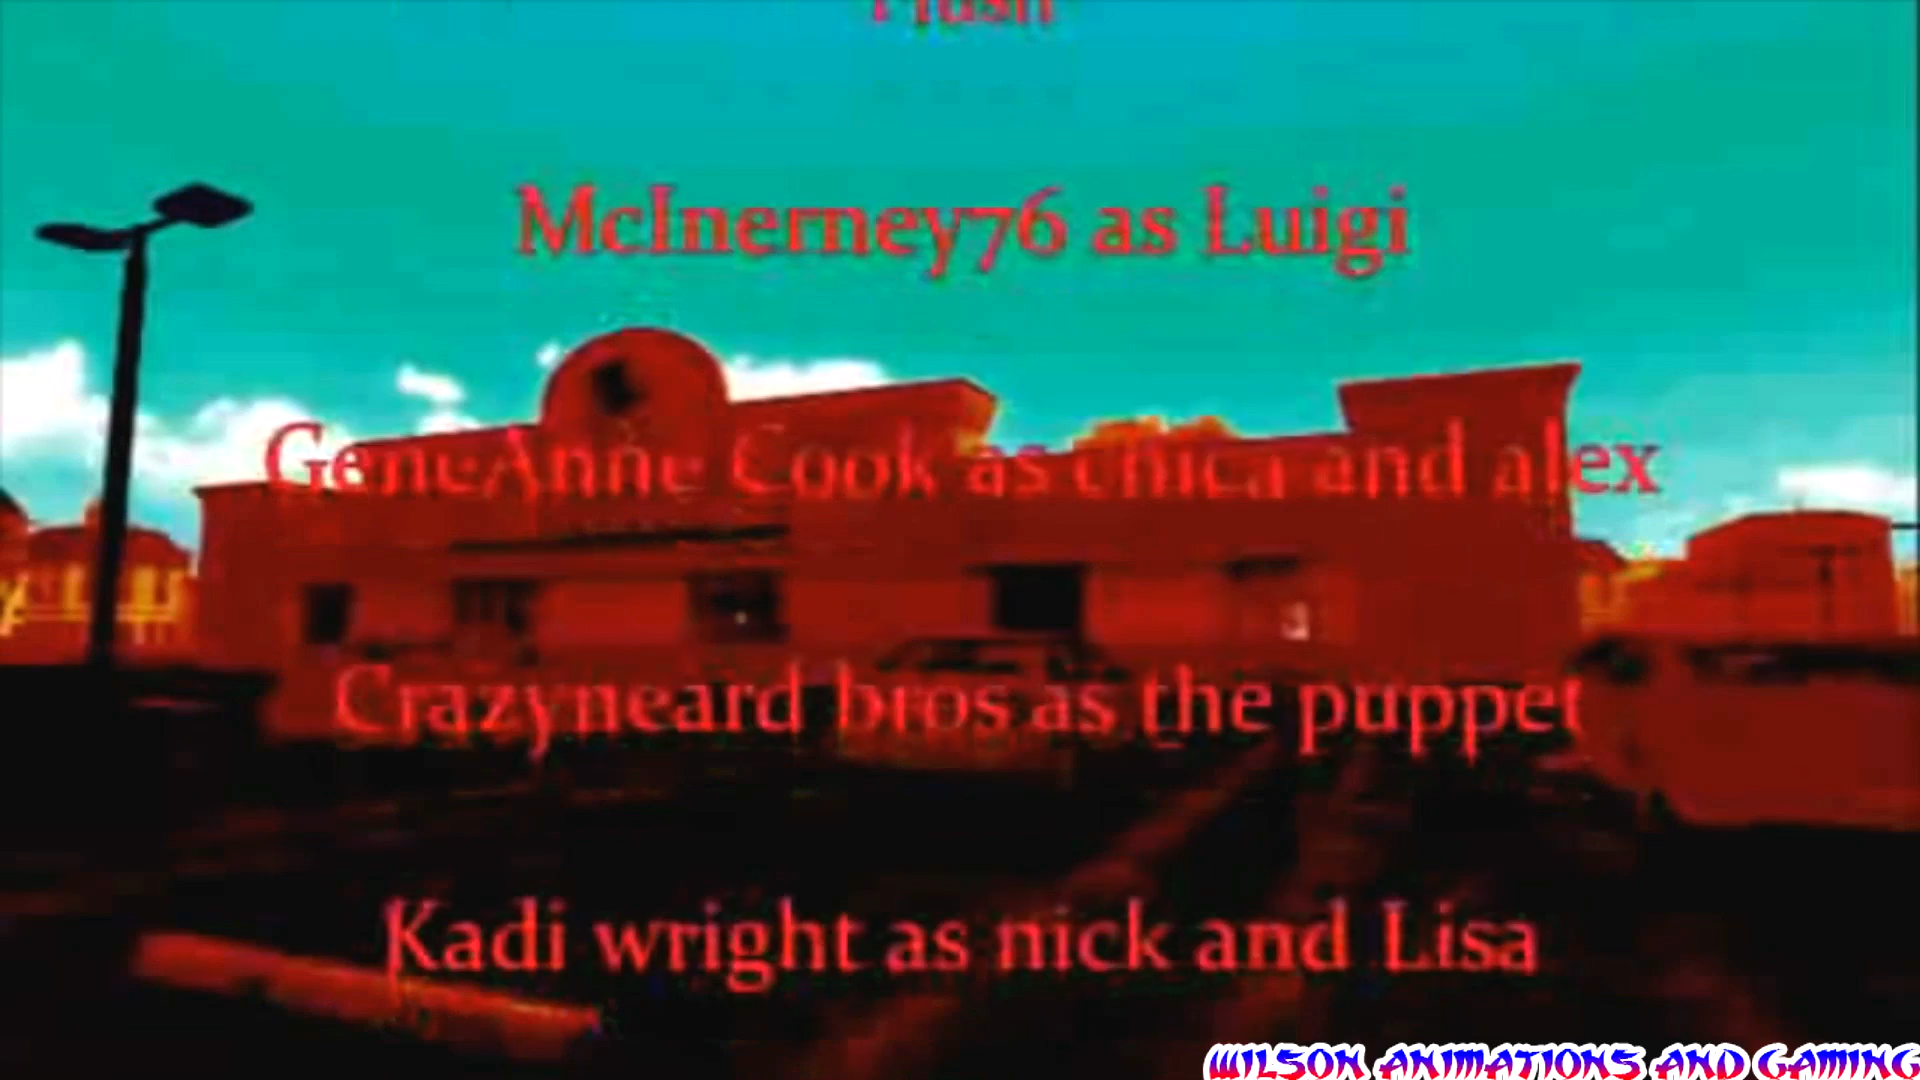 Plush
McInerney76 as Luigi
GeneAnne Cook as chica and alex
Crazyneard bros as the puppet
Kadi wright as nick and Lisa
WILSON ANIMATIONS AND GAMING